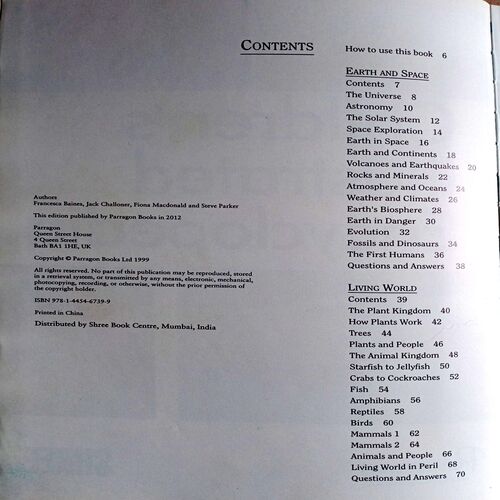 CONTENTS
How to use this book 6
EARTH AND SPACE
Contents 7
The Universe 8
Astronomy 10
The Solar System 12
Space Exploration 14
Earth in Space 16
Earth and Continents 18
Volcanoes and Earthquakes 20
Rocks and Minerals 22
Atmosphere and Oceans 24
Weather and Climates 26
Earth's Biosphere 28
Earth in Danger 30
Evolution 32
Fossils and Dinosaurs 34
The First Humans 36
Questions and Answers 38
LIVING WORLD
Contents 39
The Plant Kingdom 40
How Plants Work 42
Trees 44
Plants and People 46
The Animal Kingdom 48
Starfish to Jellyfish 50
Crabs to Cockroaches 52
Fish 54
Amphibians 56
Reptiles 58
Birds 60
Mammals 1 62
Mammals 2 64
Animals and People 66
Living World in Peril 68
Questions and Answers 70
Authors
Francesca Baines, Jack Challoner, Fiona Macdonald and Steve Parker
This edition published by Parragon Books in 2012
Parragon
Queen Street House
4 Queen Street
Bath BA1 1HE, UK
Copyright © Parragon Books Ltd 1999
All rights reserved. No part of this publication may be reproduced, stored
in a retrieval system, or transmitted by any means, electronic, mechanical,
photocopying, recording, or otherwise, without the prior permission of
the copyright holder.
ISBN 978-1-4454-6739-9
Printed in China
Distributed by Shree Book Centre, Mumbai, India